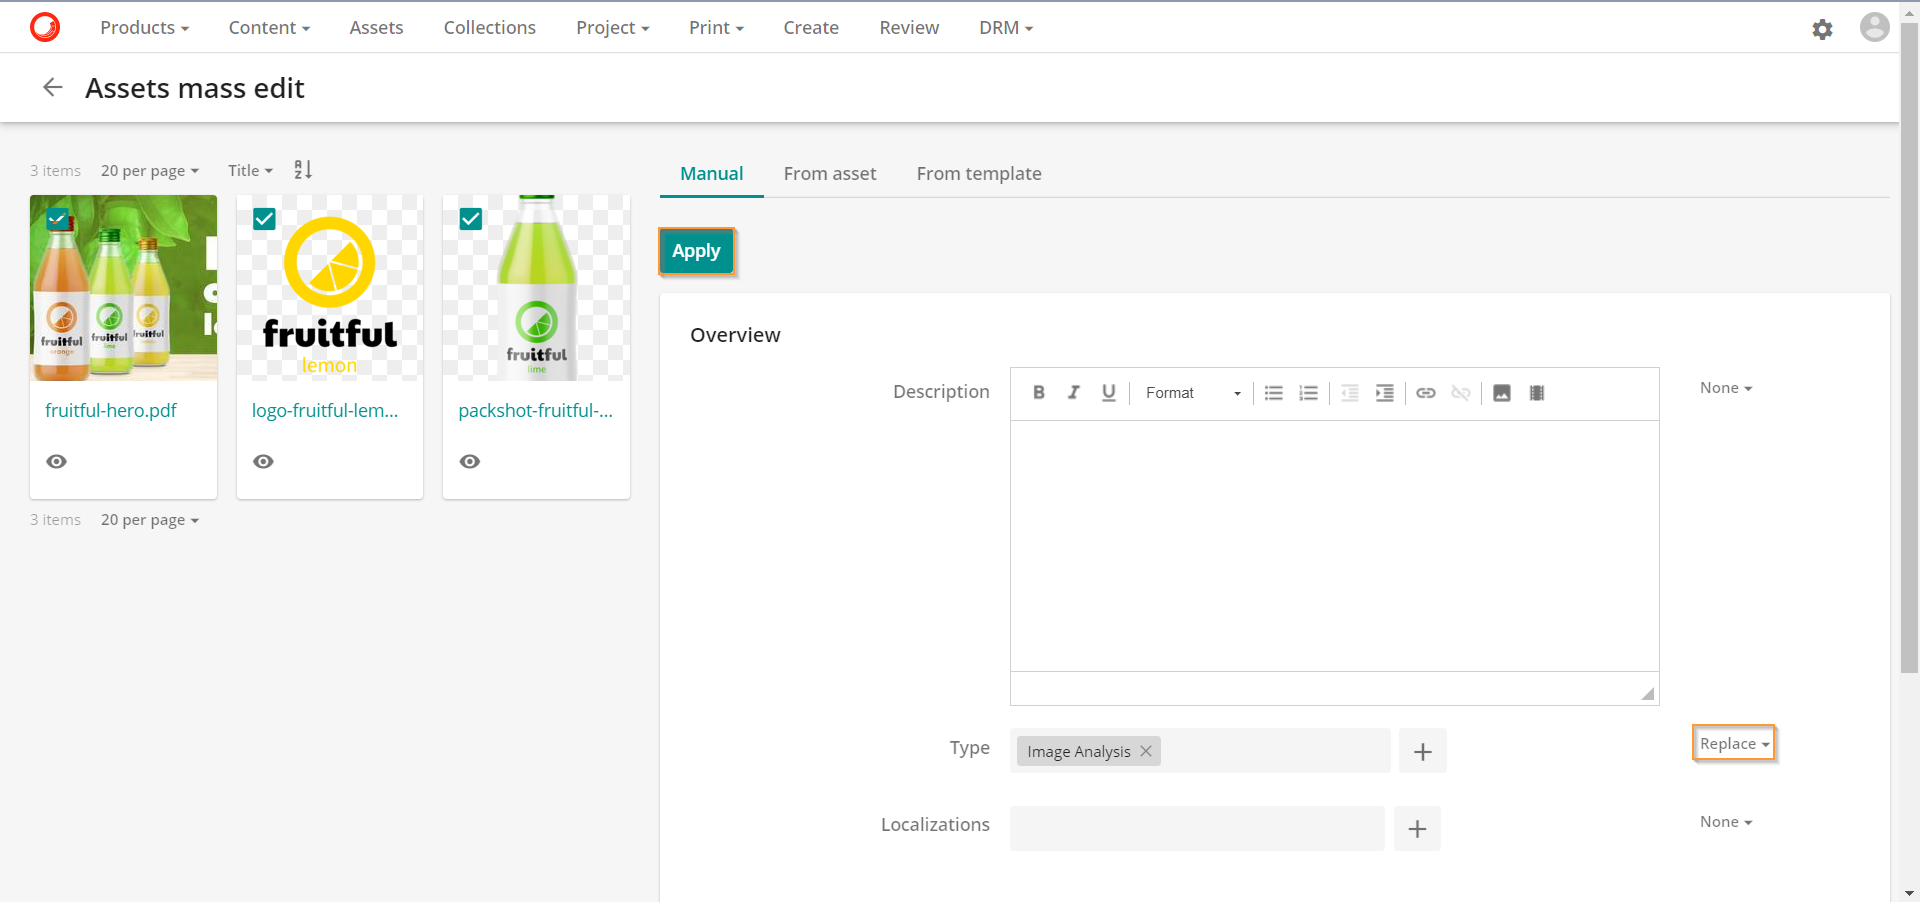 Products Content Assets Collections Project Print Create Review DRM
Assets mass edit
3 items 20 per page Title A Z
Manual From asset From template
Apply
fruitful
orange
fruitful
lime
fruitful
fruitful
lemon
fruitful
lime
fruitful-hero.pdf
logo-fruitful-lem...
packshot-fruitful-...
3 items 20 per page
Overview
Description
B I U Format
None
Type
Image Analysis
Replace
Localizations
None